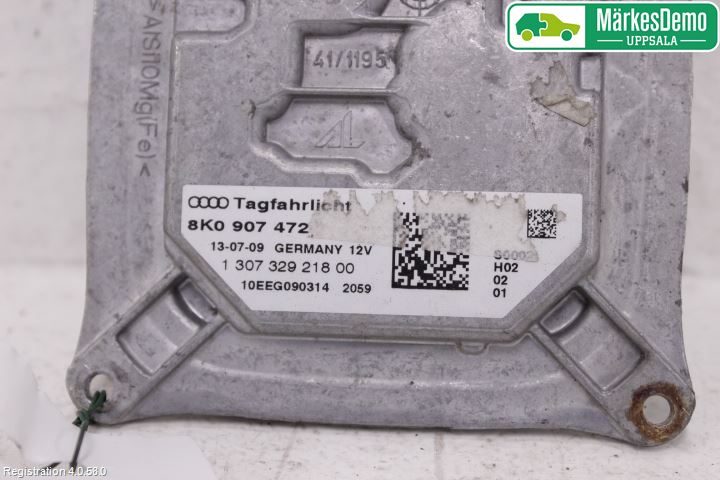 MärkesDemo
UPPSALA
41/1195
>AlSi10Mg(Fe)<
AL
Tagfahrlicht
8K0 907 472
13-07-09 GERMANY 12V
1 307 329 218 00
10EEG090314 2059
H02
02
01
Registration 4.0.58.0